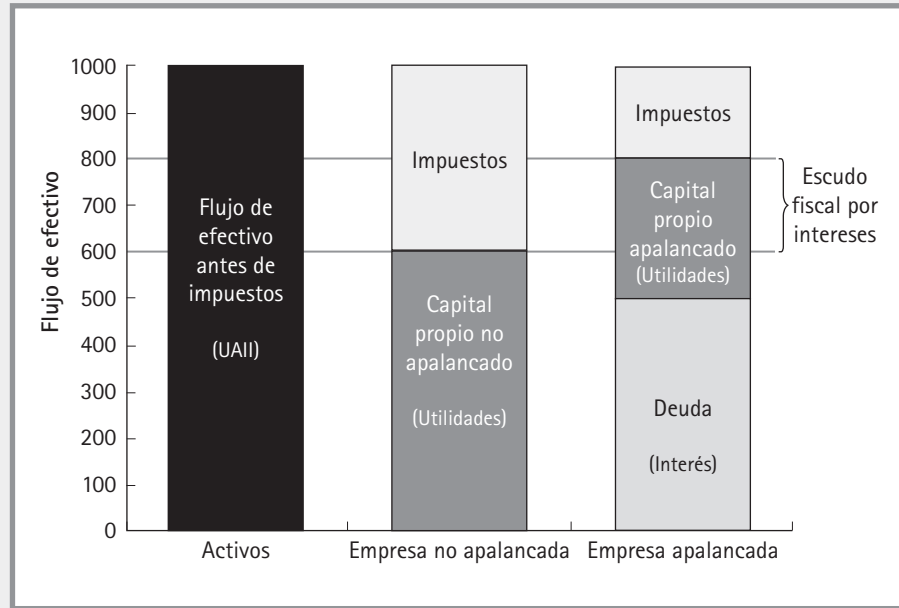 Flujo de efectivo
1000
900
800
700
600
500
400
300
200
100
0
Flujo de
efectivo
antes de
impuestos
(UAII)
Impuestos
Capital
propio no
apalancado
(Utilidades)
Impuestos
Capital
propio
apalancado
(Utilidades)
Deuda
(Interés)
Escudo
fiscal por
intereses
Activos
Empresa no apalancada
Empresa apalancada